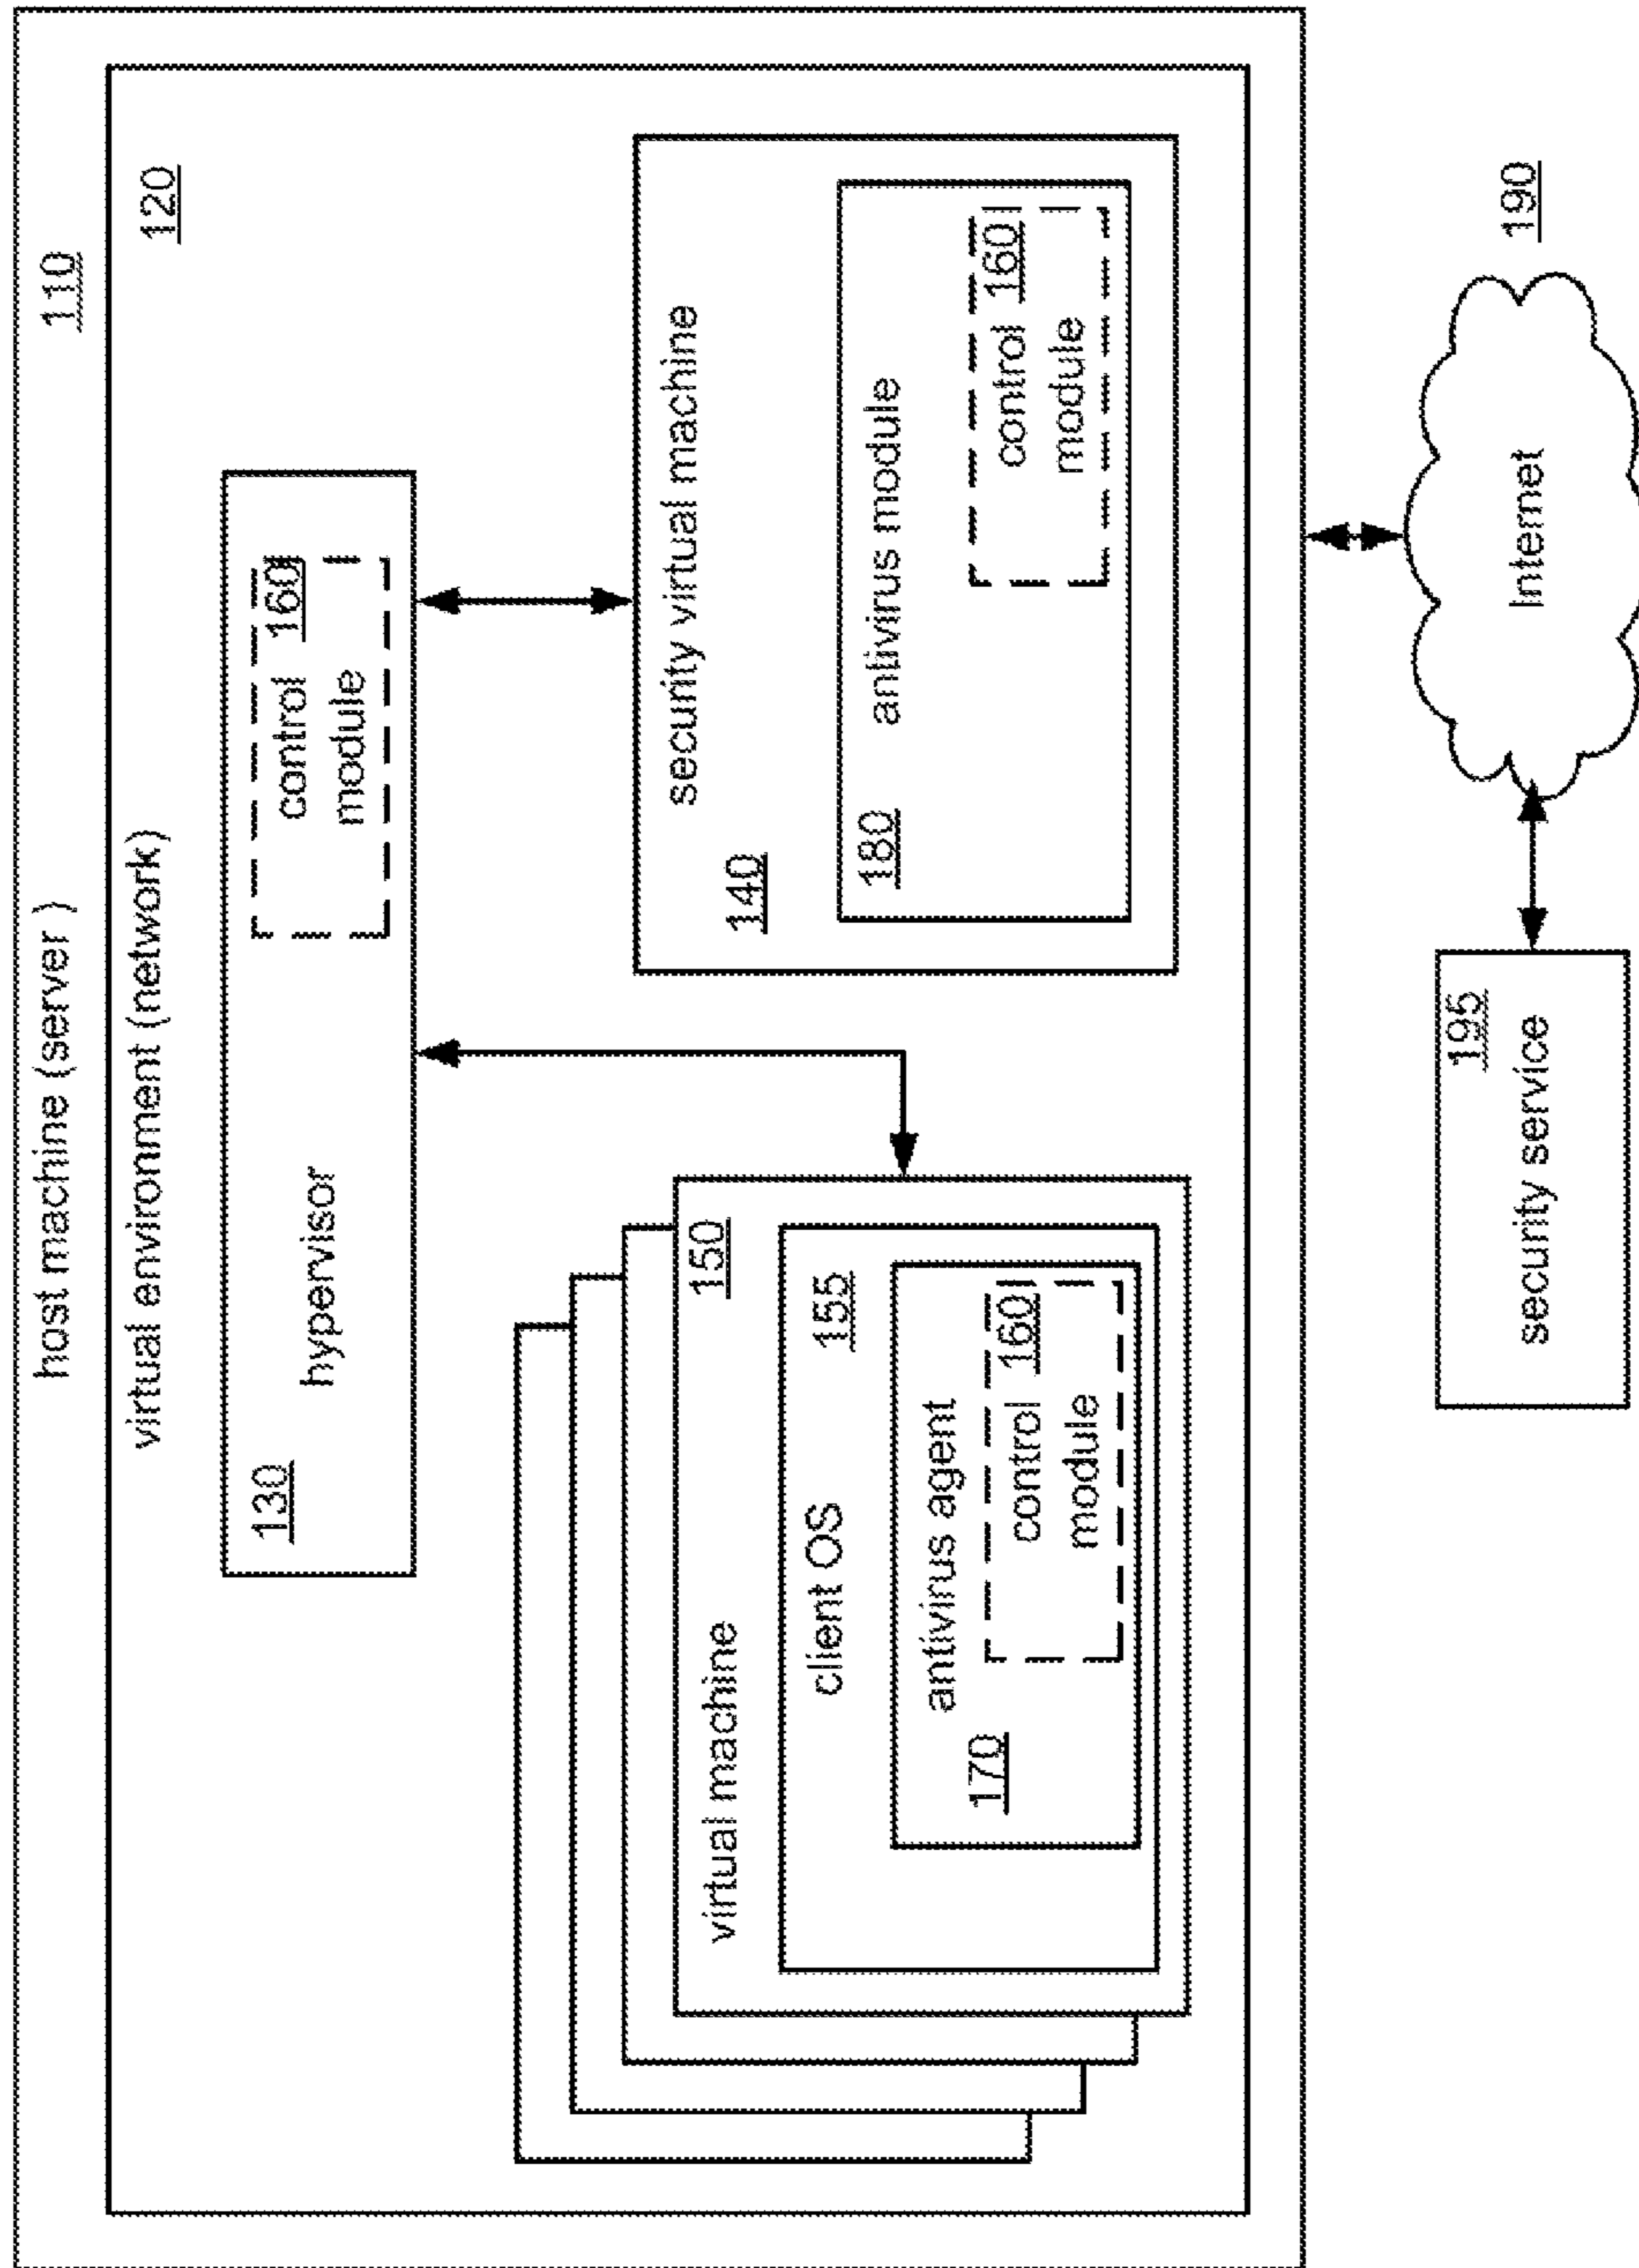 host machine (server )
110
virtual environment (network)
120
130
hypervisor
control 160
module
150
virtual machine
155
client OS
antivirus agent
170
control 160
module
security virtual machine
140
antivirus module
180
control 160
module
195
security service
Internet
190